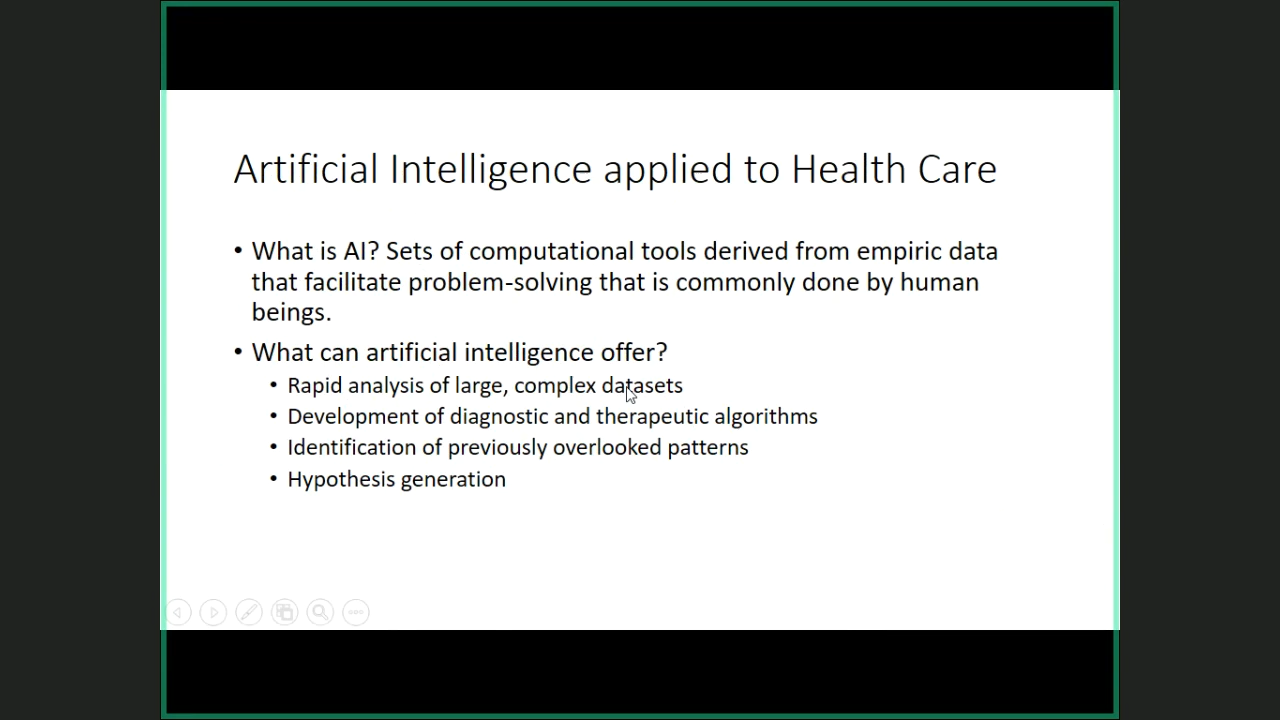 Artificial Intelligence applied to Health Care
• What is AI? Sets of computational tools derived from empiric data
that facilitate problem-solving that is commonly done by human
beings.
• What can artificial intelligence offer?
• Rapid analysis of large, complex datasets
• Development of diagnostic and therapeutic algorithms
• Identification of previously overlooked patterns
• Hypothesis generation